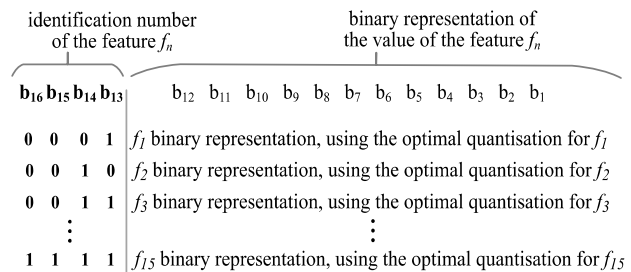 identification number
of the feature fn
binary representation of
the value of the feature fn
b16 b15 b14 b13 b12 b11 b10 b9 b8 b7 b6 b5 b4 b3 b2 b1
0 0 0 1 f1 binary representation, using the optimal quantisation for f1
0 0 1 0 f2 binary representation, using the optimal quantisation for f2
0 0 1 1 f3 binary representation, using the optimal quantisation for f3
⋮ ⋮
1 1 1 1 f15 binary representation, using the optimal quantisation for f15